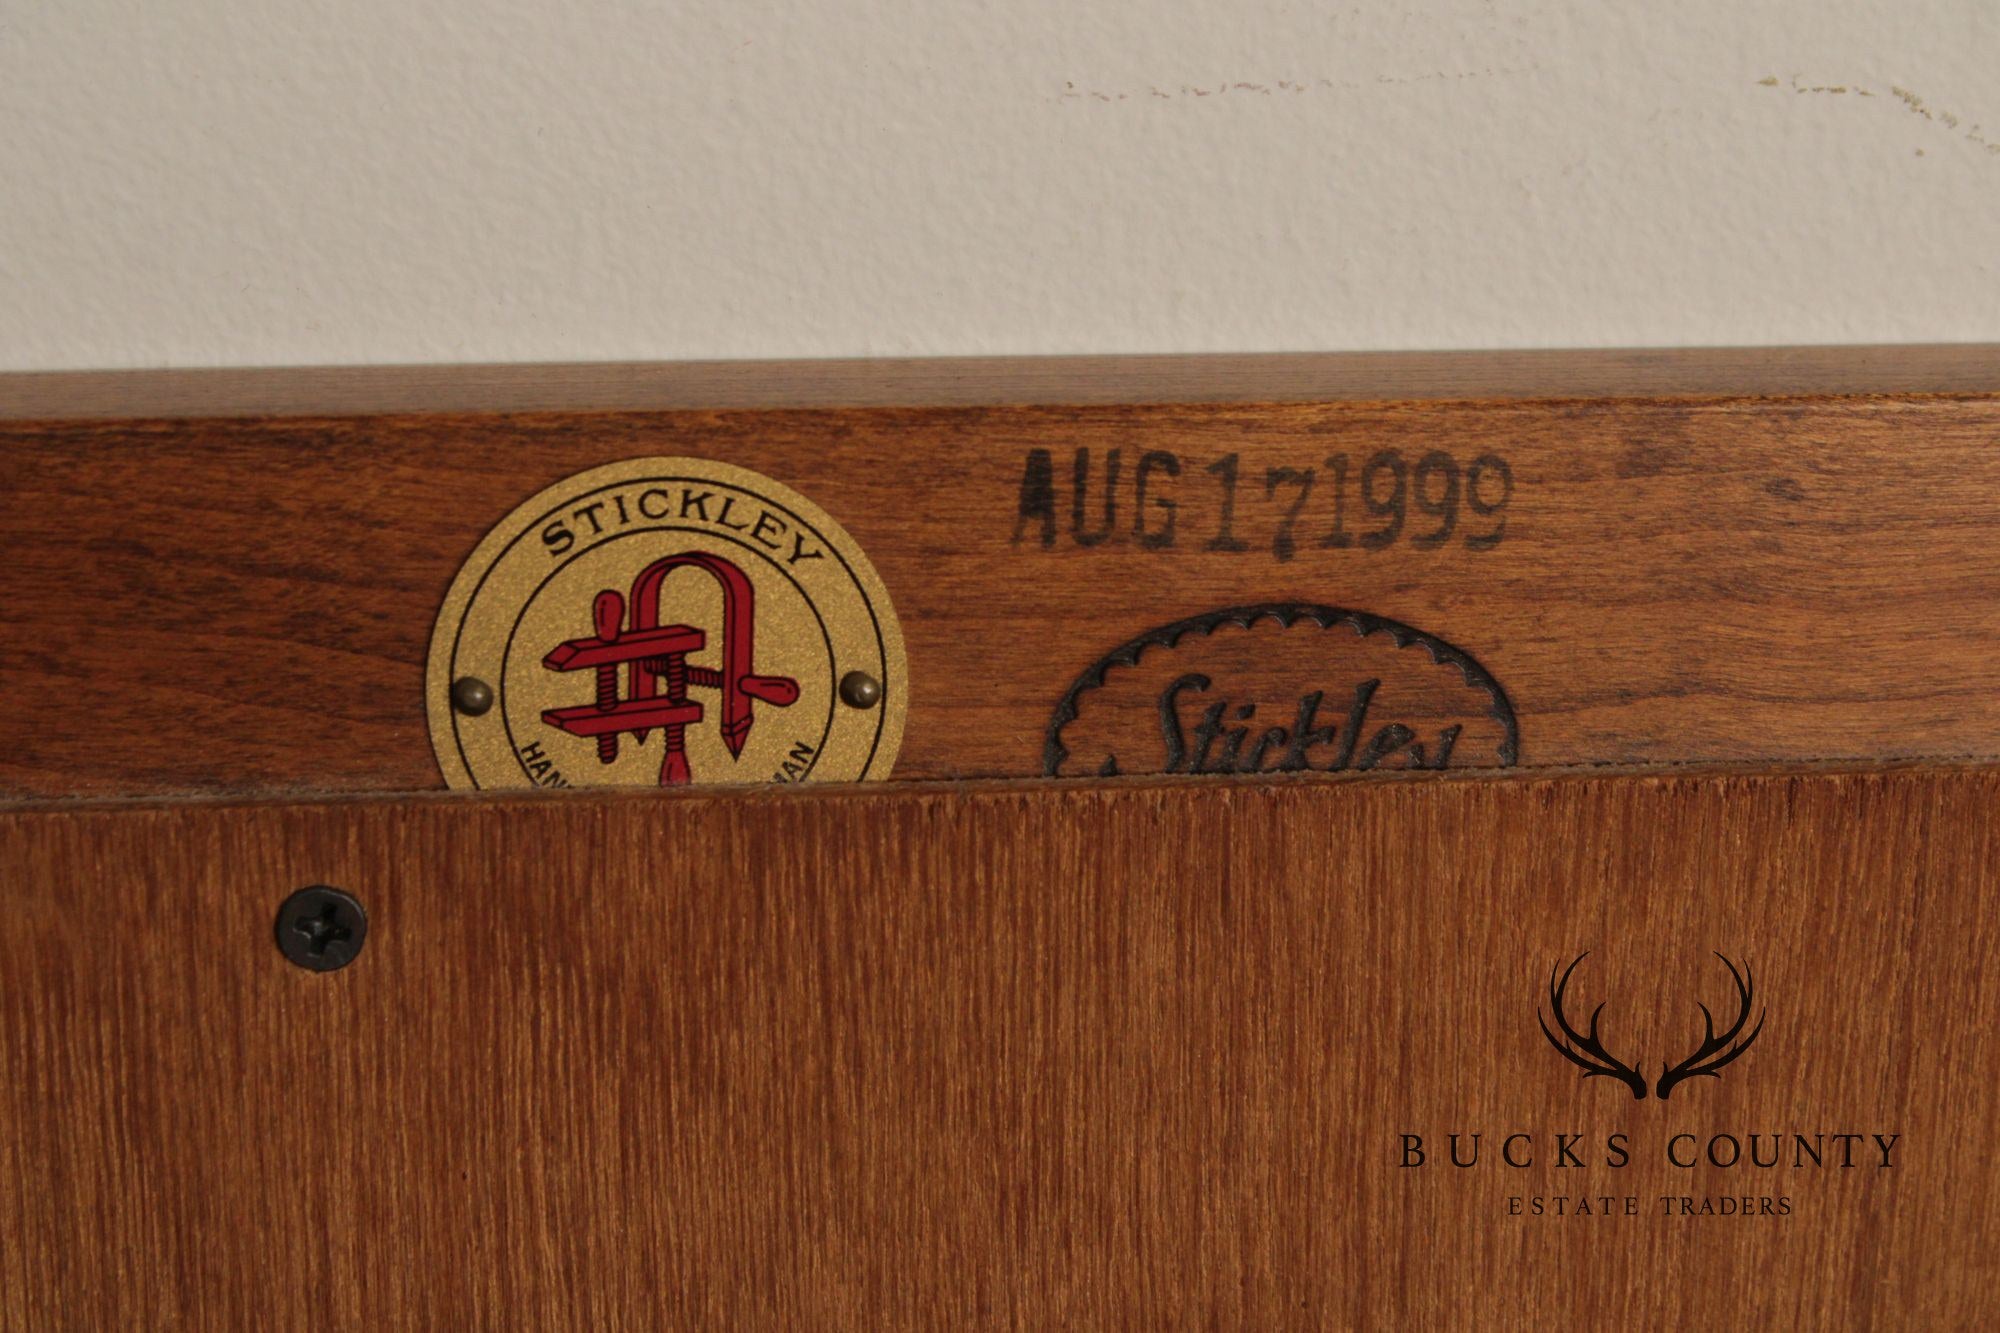 STICKLEY
AUG 17 1999
Stickley
BUCKS COUNTY
ESTATE TRADERS